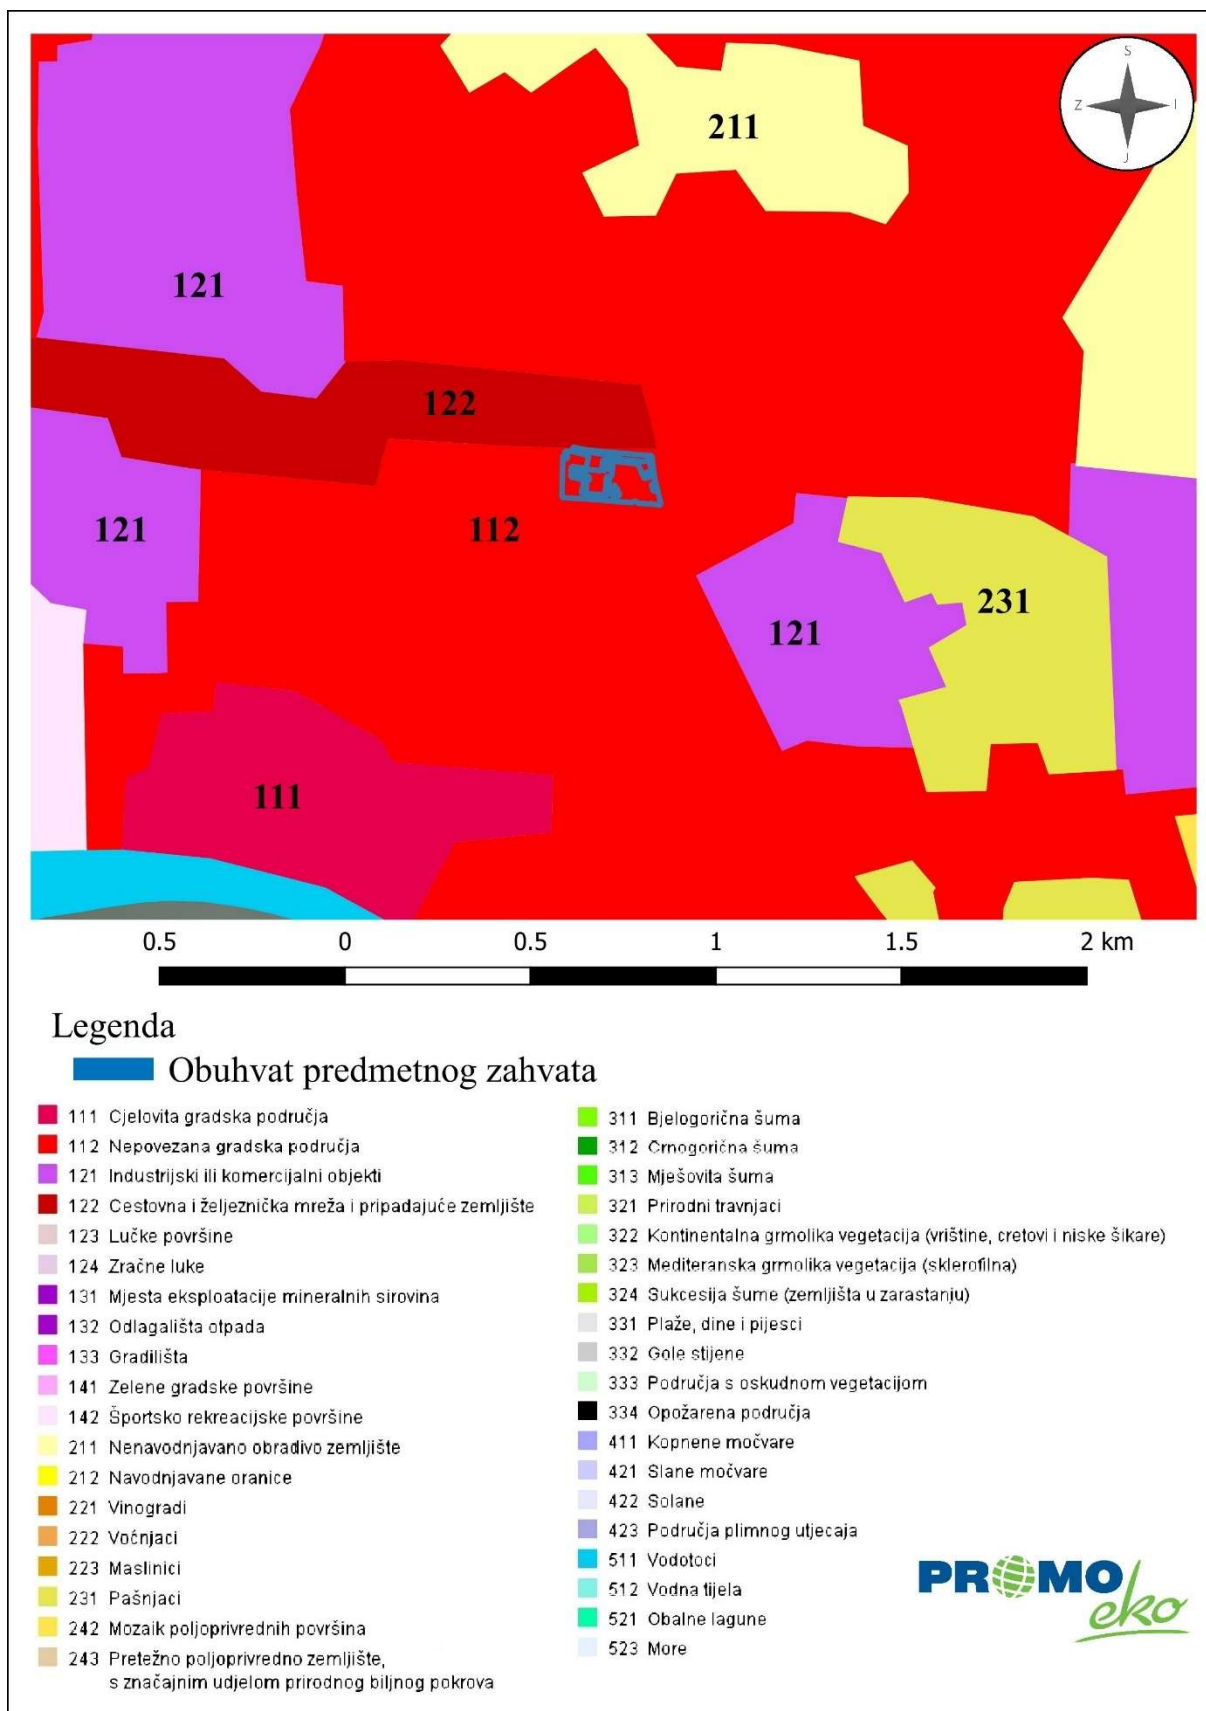 S
Z I
J
211
121
122
121
112
231
121
111
0.5 0 0.5 1 1.5 2 km
Legenda
Obuhvat predmetnog zahvata
111 Cjelovita gradska područja
112 Nepovezana gradska područja
121 Industrijski ili komercijalni objekti
122 Cestovna i željeznička mreža i pripadajuće zemljište
123 Lučke površine
124 Zračne luke
131 Mjesta eksploatacije mineralnih sirovina
132 Odlagališta otpada
133 Gradilišta
141 Zelene gradske površine
142 Športsko rekreacijske površine
211 Nenavodnjavano obradivo zemljište
212 Navodnjavane oranice
221 Vinogradi
222 Voćnjaci
223 Maslinici
231 Pašnjaci
242 Mozaik poljoprivrednih površina
243 Pretežno poljoprivredno zemljište,
s značajnim udjelom prirodnog biljnog pokrova
311 Bjelogorična šuma
312 Crnogorična šuma
313 Mješovita šuma
321 Prirodni travnjaci
322 Kontinentalna grmolika vegetacija (vrištine, cretovi i niske šikare)
323 Mediteranska grmolika vegetacija (sklerofilna)
324 Sukcesija šume (zemljišta u zarastanju)
331 Plaže, dine i pijesci
332 Gole stijene
333 Područja s oskudnom vegetacijom
334 Opožarena područja
411 Kopnene močvare
421 Slane močvare
422 Solane
423 Područja plimnog utjecaja
511 Vodotoci
512 Vodna tijela
521 Obalne lagune
523 More
PROMO
eko